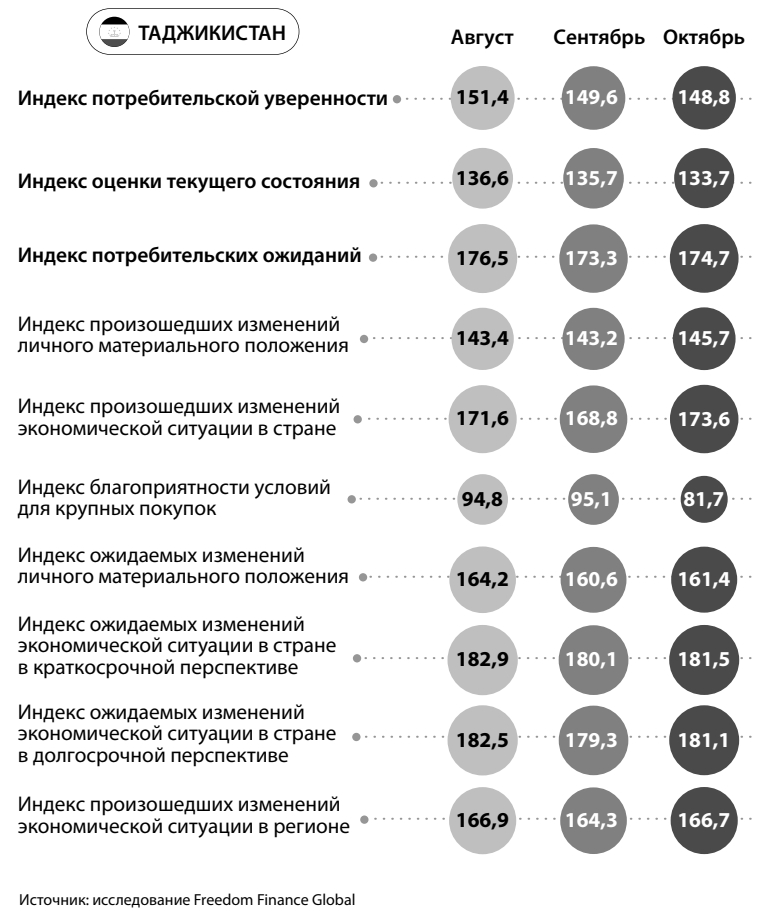 ТАДЖИКИСТАН
Август Сентябрь Октябрь
Индекс потребительской уверенности 151,4 149,6 148,8
Индекс оценки текущего состояния 136,6 135,7 133,7
Индекс потребительских ожиданий 176,5 173,3 174,7
Индекс произошедших изменений
личного материального положения 143,4 143,2 145,7
Индекс произошедших изменений
экономической ситуации в стране 171,6 168,8 173,6
Индекс благоприятности условий
для крупных покупок 94,8 95,1 81,7
Индекс ожидаемых изменений
личного материального положения 164,2 160,6 161,4
Индекс ожидаемых изменений
экономической ситуации в стране
в краткосрочной перспективе 182,9 180,1 181,5
Индекс ожидаемых изменений
экономической ситуации в стране
в долгосрочной перспективе 182,5 179,3 181,1
Индекс произошедших изменений
экономической ситуации в регионе 166,9 164,3 166,7
Источник: исследование Freedom Finance Global